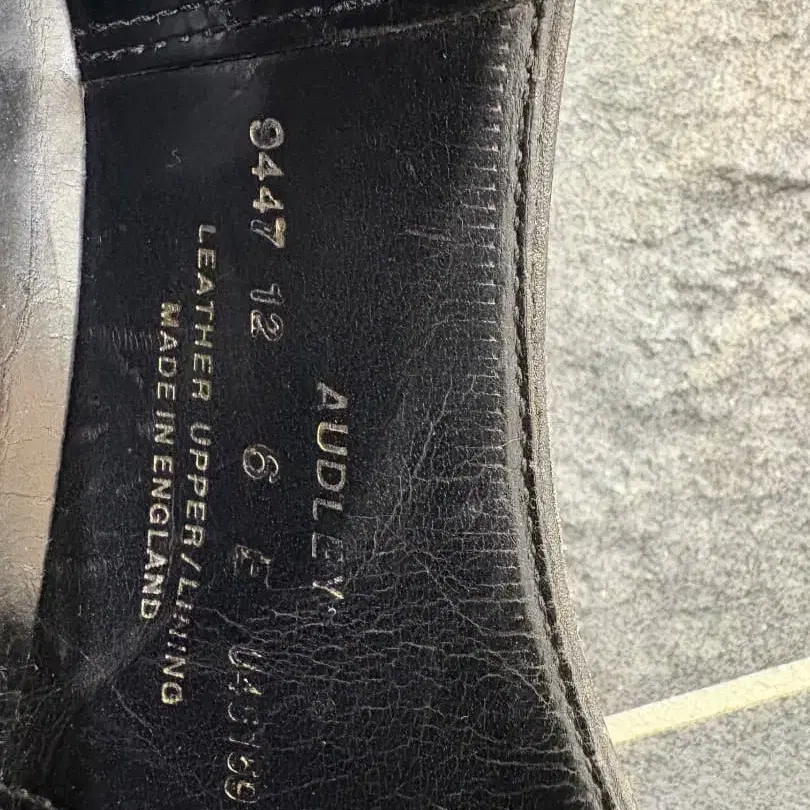 AUDLEY
9447 12 6 E
LEATHER UPPER/LINING
MADE IN ENGLAND